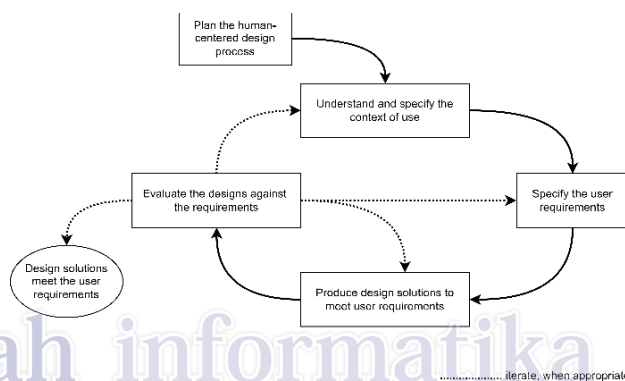 Plan the human-
centered design
process
Understand and specify the
context of use
Evaluate the designs against
the requirements
Specify the user
requirements
Design solutions
meet the user
requirements
Produce design solutions to
meet user requirements
ah informatika
iterate, when appropriate